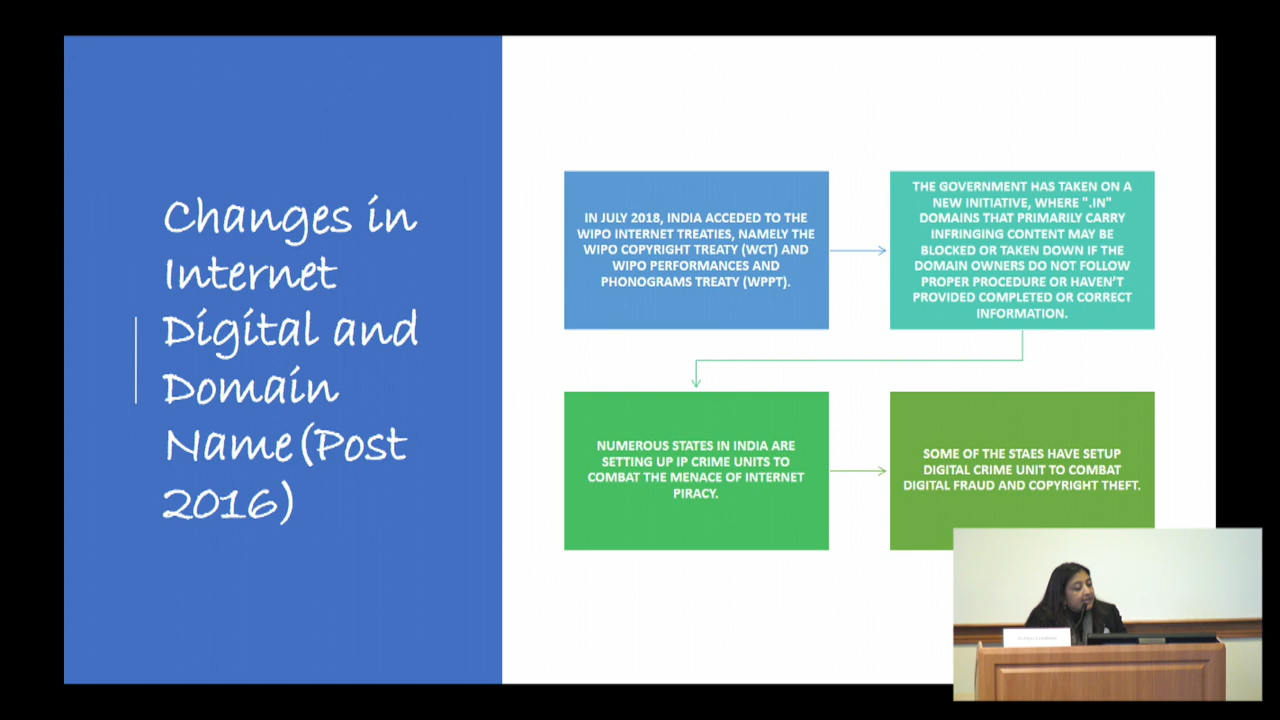 Changes in
Internet
Digital and
Domain
Name(Post
2016)
IN JULY 2018, INDIA ACCEDED TO THE
WIPO INTERNET TREATIES, NAMELY THE
WIPO COPYRIGHT TREATY (WCT) AND
WIPO PERFORMANCES AND
PHONOGRAMS TREATY (WPPT).
THE GOVERNMENT HAS TAKEN ON A
NEW INITIATIVE, WHERE ".IN"
DOMAINS THAT PRIMARILY CARRY
INFRINGING CONTENT MAY BE
BLOCKED OR TAKEN DOWN IF THE
DOMAIN OWNERS DO NOT FOLLOW
PROPER PROCEDURE OR HAVEN'T
PROVIDED COMPLETED OR CORRECT
INFORMATION.
NUMEROUS STATES IN INDIA ARE
SETTING UP IP CRIME UNITS TO
COMBAT THE MENACE OF INTERNET
PIRACY.
SOME OF THE STAES HAVE SETUP
DIGITAL CRIME UNIT TO COMBAT
DIGITAL FRAUD AND COPYRIGHT THEFT.